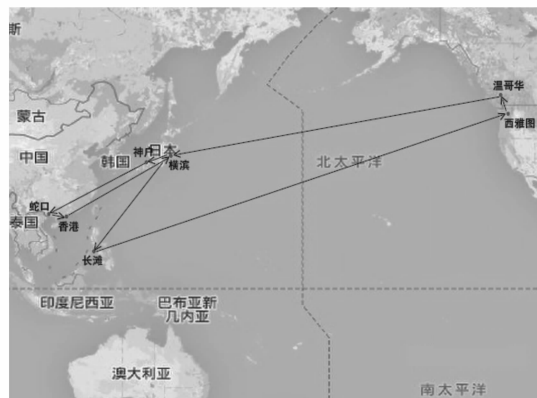 斯
温哥华
西雅图
蒙古
中国
韩国
神户
日本
横滨
北太平洋
蛇口
泰国
香港
长滩
印度尼西亚
巴布亚新
几内亚
澳大利亚
南太平洋